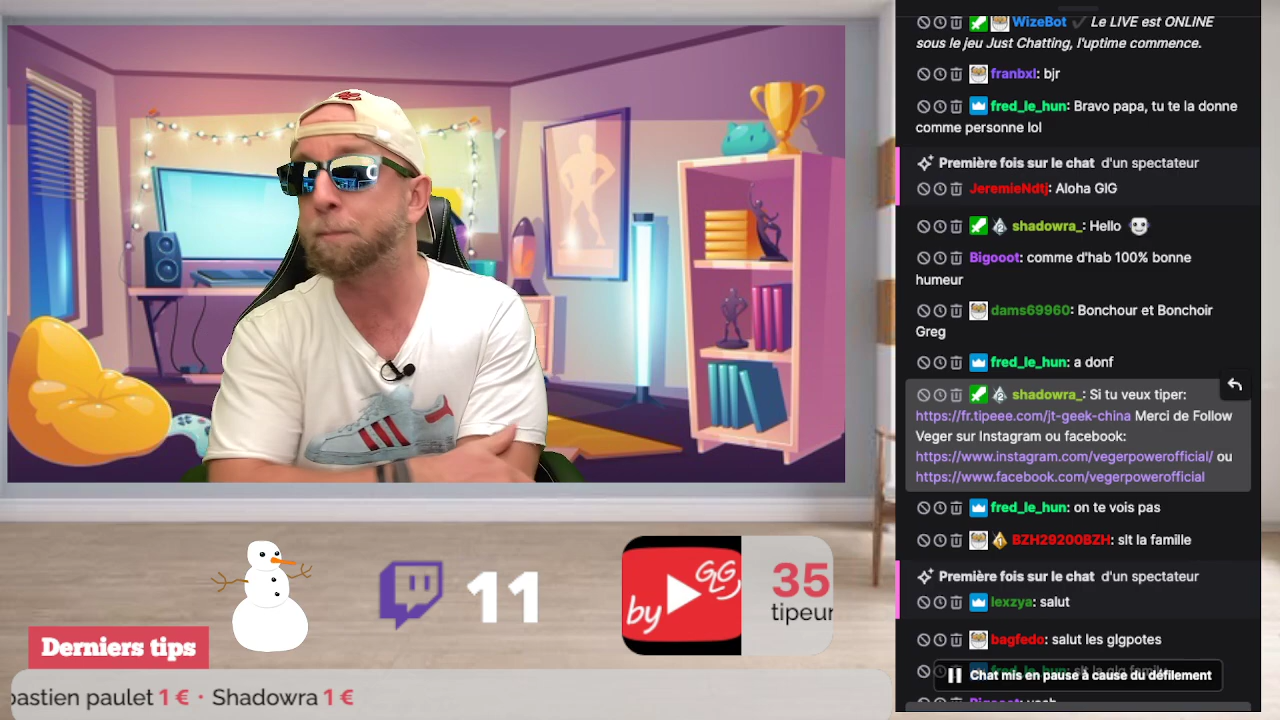 WizeBot ✔ Le LIVE est ONLINE
sous le jeu Just Chatting, l'uptime commence.
franbxl: bjr
fred_le_hun: Bravo papa, tu te la donne
comme personne lol
Première fois sur le chat d'un spectateur
JeremieNdtj: Aloha GIG
shadowra_: Hello
Bigooot: comme d'hab 100% bonne
humeur
dams69960: Bonchour et Bonchoir
Greg
fred_le_hun: a donf
shadowra_: Si tu veux tiper:
https://fr.tipeee.com/jt-geek-china Merci de Follow
Veger sur Instagram ou facebook:
https://www.instagram.com/vegerpowerofficial/ ou
https://www.facebook.com/vegerpowerofficial
fred_le_hun: on te vois pas
BZH29200BZH: slt la famille
Première fois sur le chat d'un spectateur
lexzya: salut
bagfedo: salut les glgpotes
fred_le_hun: slt la glg famille
Chat mis en pause à cause du défilement
11
by GG
35
tipeur
Derniers tips
bastien paulet 1 € · Shadowra 1 €